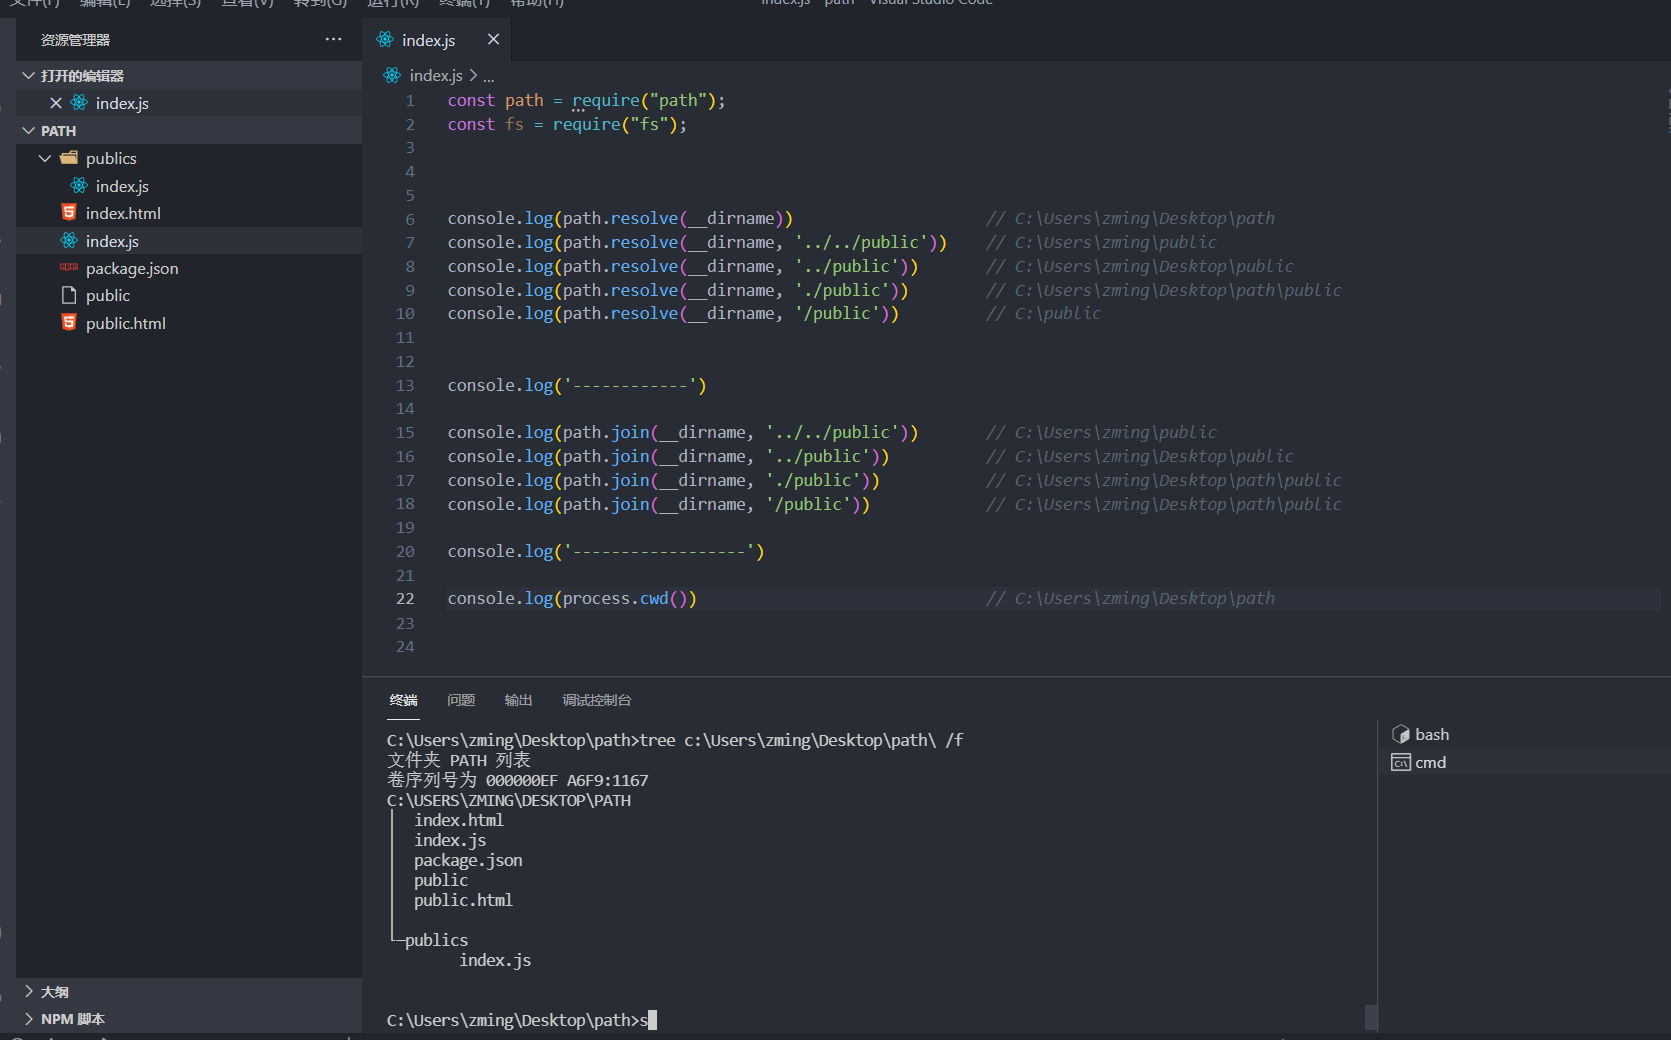 文件(F) 编辑(E) 选择(S) 查看(V) 转到(G) 运行(R) 终端(T) 帮助(H) index.js - path - Visual Studio Code
资源管理器 ···
打开的编辑器
index.js
PATH
publics
index.js
index.html
index.js
package.json
public
public.html
大纲
NPM 脚本
index.js
index.js > ...
1 const path = require("path");
2 const fs = require("fs");
3
4
5
6 console.log(path.resolve(__dirname)) // C:\Users\zming\Desktop\path
7 console.log(path.resolve(__dirname, '../../public')) // C:\Users\zming\public
8 console.log(path.resolve(__dirname, '../public')) // C:\Users\zming\Desktop\public
9 console.log(path.resolve(__dirname, './public')) // C:\Users\zming\Desktop\path\public
10 console.log(path.resolve(__dirname, '/public')) // C:\public
11
12
13 console.log('------------')
14
15 console.log(path.join(__dirname, '../../public')) // C:\Users\zming\public
16 console.log(path.join(__dirname, '../public')) // C:\Users\zming\Desktop\public
17 console.log(path.join(__dirname, './public')) // C:\Users\zming\Desktop\path\public
18 console.log(path.join(__dirname, '/public')) // C:\Users\zming\Desktop\path\public
19
20 console.log('------------------')
21
22 console.log(process.cwd()) // C:\Users\zming\Desktop\path
23
24
终端 问题 输出 调试控制台
C:\Users\zming\Desktop\path>tree c:\Users\zming\Desktop\path\ /f
文件夹 PATH 列表
卷序列号为 000000EF A6F9:1167
C:\USERS\ZMING\DESKTOP\PATH
│  index.html
│  index.js
│  package.json
│  public
│  public.html
│
└─publics
index.js
C:\Users\zming\Desktop\path>s
bash
cmd